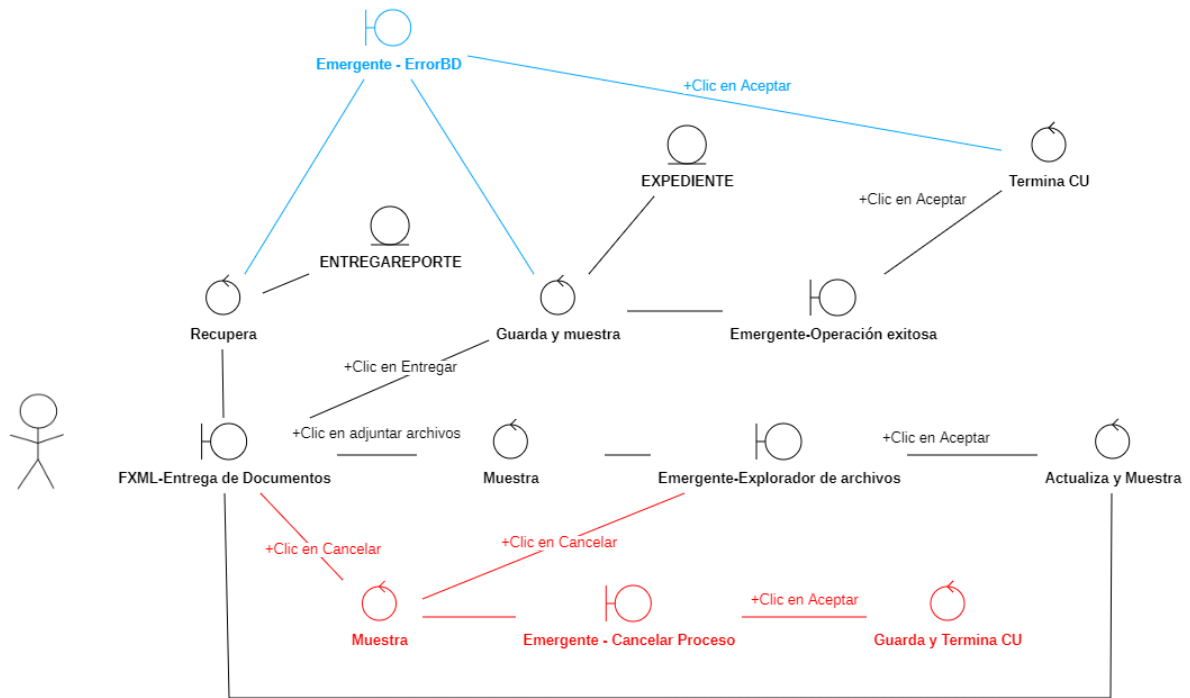 Emergente - ErrorBD
+Clic en Aceptar
EXPEDIENTE
Termina CU
+Clic en Aceptar
ENTREGAREPORTE
Recupera
Guarda y muestra
Emergente-Operación exitosa
+Clic en Entregar
+Clic en adjuntar archivos
+Clic en Aceptar
FXML-Entrega de Documentos
Muestra
Emergente-Explorador de archivos
Actualiza y Muestra
+Clic en Cancelar
+Clic en Cancelar
+Clic en Aceptar
Muestra
Emergente - Cancelar Proceso
Guarda y Termina CU